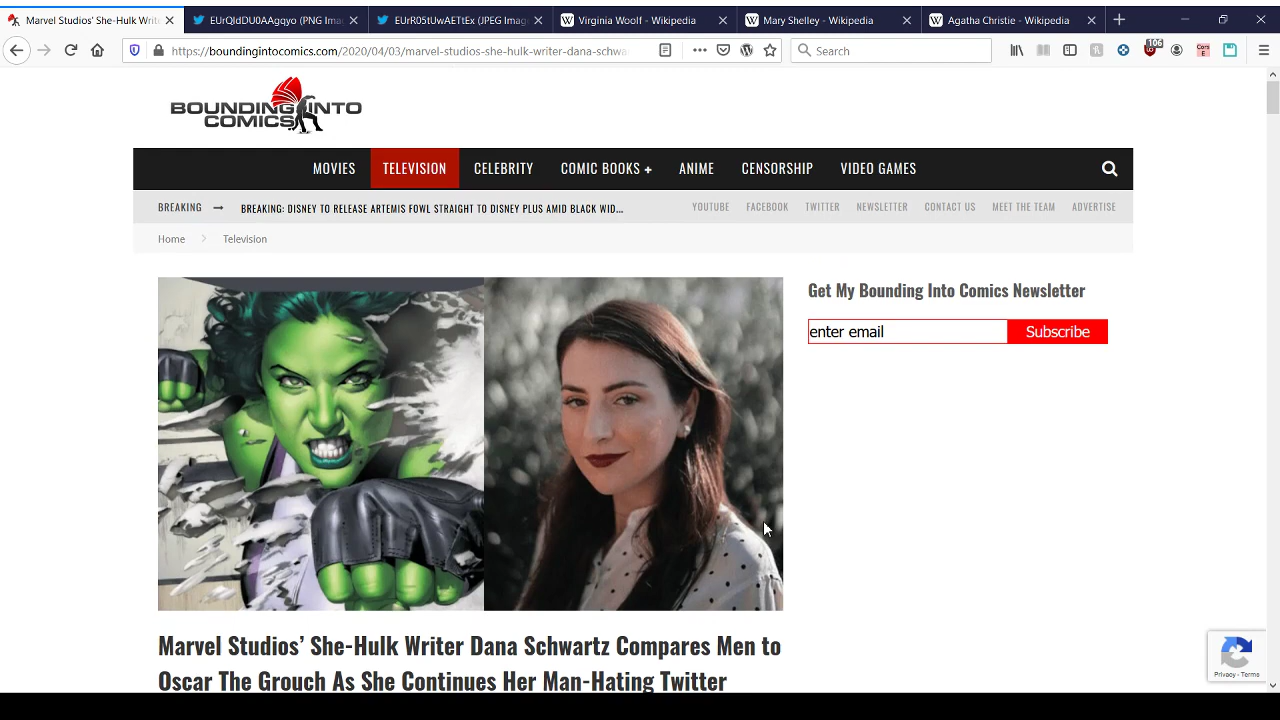 Marvel Studios' She-Hulk Writ
EUrQIdDU0AAgqyo (PNG Ima
EUrR05tUwAETtEx (JPEG Imag
Virginia Woolf - Wikipedia
Mary Shelley - Wikipedia
Agatha Christie - Wikipedia
https://boundingintocomics.com/2020/04/03/marvel-studios-she-hulk-writer-dana-schwa
Search
106
BOUNDING INTO
COMICS
MOVIES
TELEVISION
CELEBRITY
COMIC BOOKS +
ANIME
CENSORSHIP
VIDEO GAMES
BREAKING
BREAKING: DISNEY TO RELEASE ARTEMIS FOWL STRAIGHT TO DISNEY PLUS AMID BLACK WID...
YOUTUBE
FACEBOOK
TWITTER
NEWSLETTER
CONTACT US
MEET THE TEAM
ADVERTISE
Home
Television
Get My Bounding Into Comics Newsletter
enter email
Subscribe
Marvel Studios' She-Hulk Writer Dana Schwartz Compares Men to
Oscar The Grouch As She Continues Her Man-Hating Twitter
Privacy - Terms